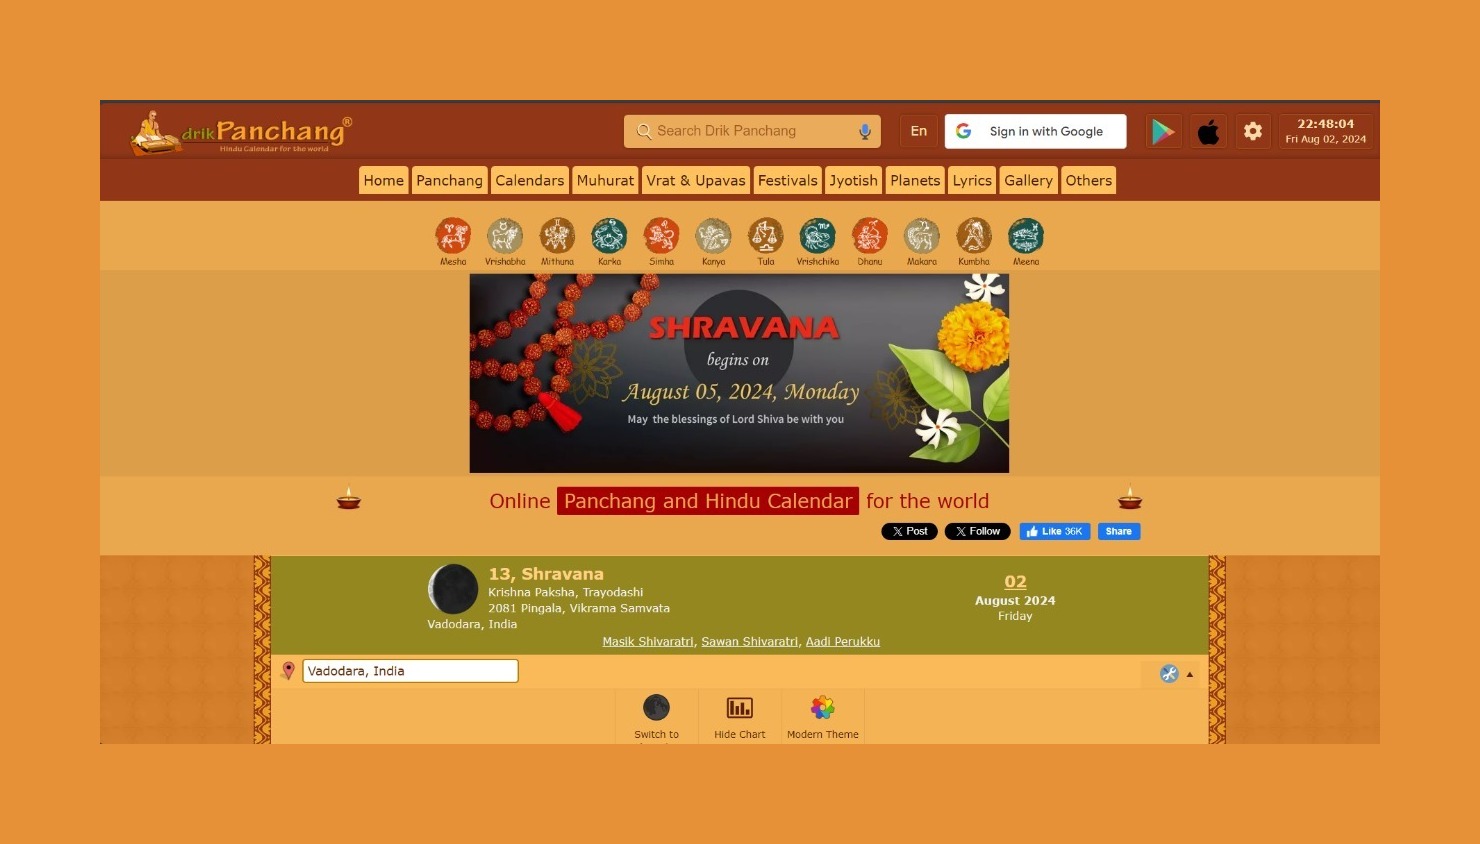 drikPanchang®
Hindu Calendar for the world
Search Drik Panchang
En
Sign in with Google
22:48:04
Fri Aug 02, 2024
Home Panchang Calendars Muhurat Vrat & Upavas Festivals Jyotish Planets Lyrics Gallery Others
Mesha Vrishabha Mithuna Karka Simha Kanya Tula Vrishchika Dhanu Makara Kumbha Meena
SHRAVANA
begins on
August 05, 2024, Monday
May the blessings of Lord Shiva be with you
Online Panchang and Hindu Calendar for the world
X Post X Follow Like 36K Share
13, Shravana
Krishna Paksha, Trayodashi
2081 Pingala, Vikrama Samvata
Vadodara, India
02
August 2024
Friday
Masik Shivaratri, Sawan Shivaratri, Aadi Perukku
Vadodara, India
Switch to
Hide Chart
Modern Theme